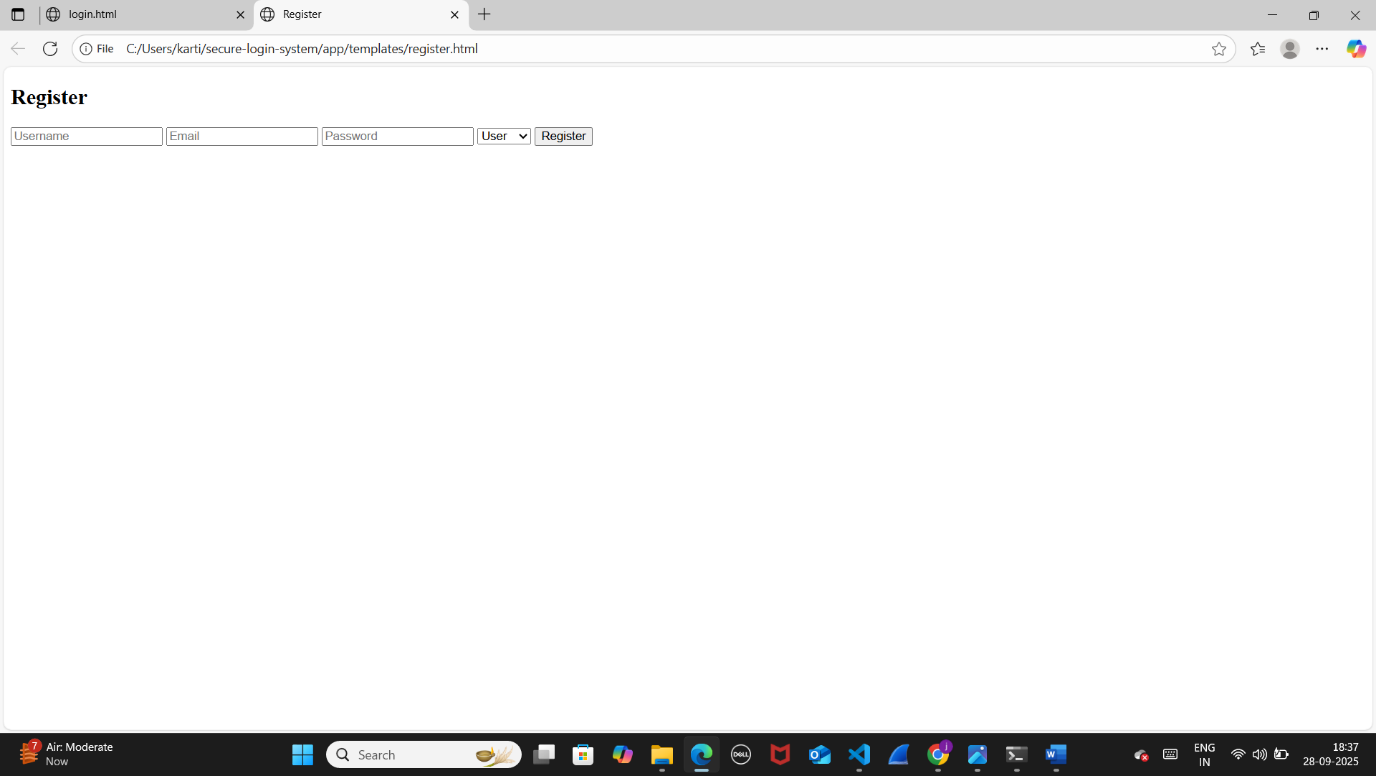 login.html
Register
File
C:/Users/karti/secure-login-system/app/templates/register.html
Register
Username Email Password User Register
7
Air: Moderate
Now
Search
DELL
j
ENG
IN
18:37
28-09-2025